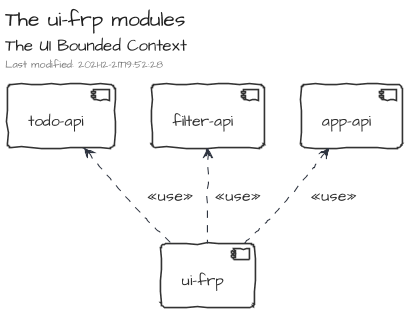 The ui-frp modules
The UI Bounded Context
Last modified: 2021-12-21T19:52:28
todo-api
filter-api
app-api
«use»
«use»
«use»
ui-frp